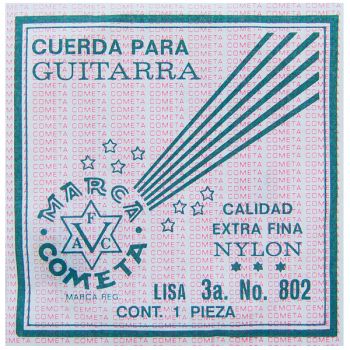 CUERDA PARA
GUITARRA
MARCA
COMETA
F
A V C
MARCA REG.
CALIDAD
EXTRA FINA
NYLON
LISA 3a. No. 802
CONT. 1 PIEZA